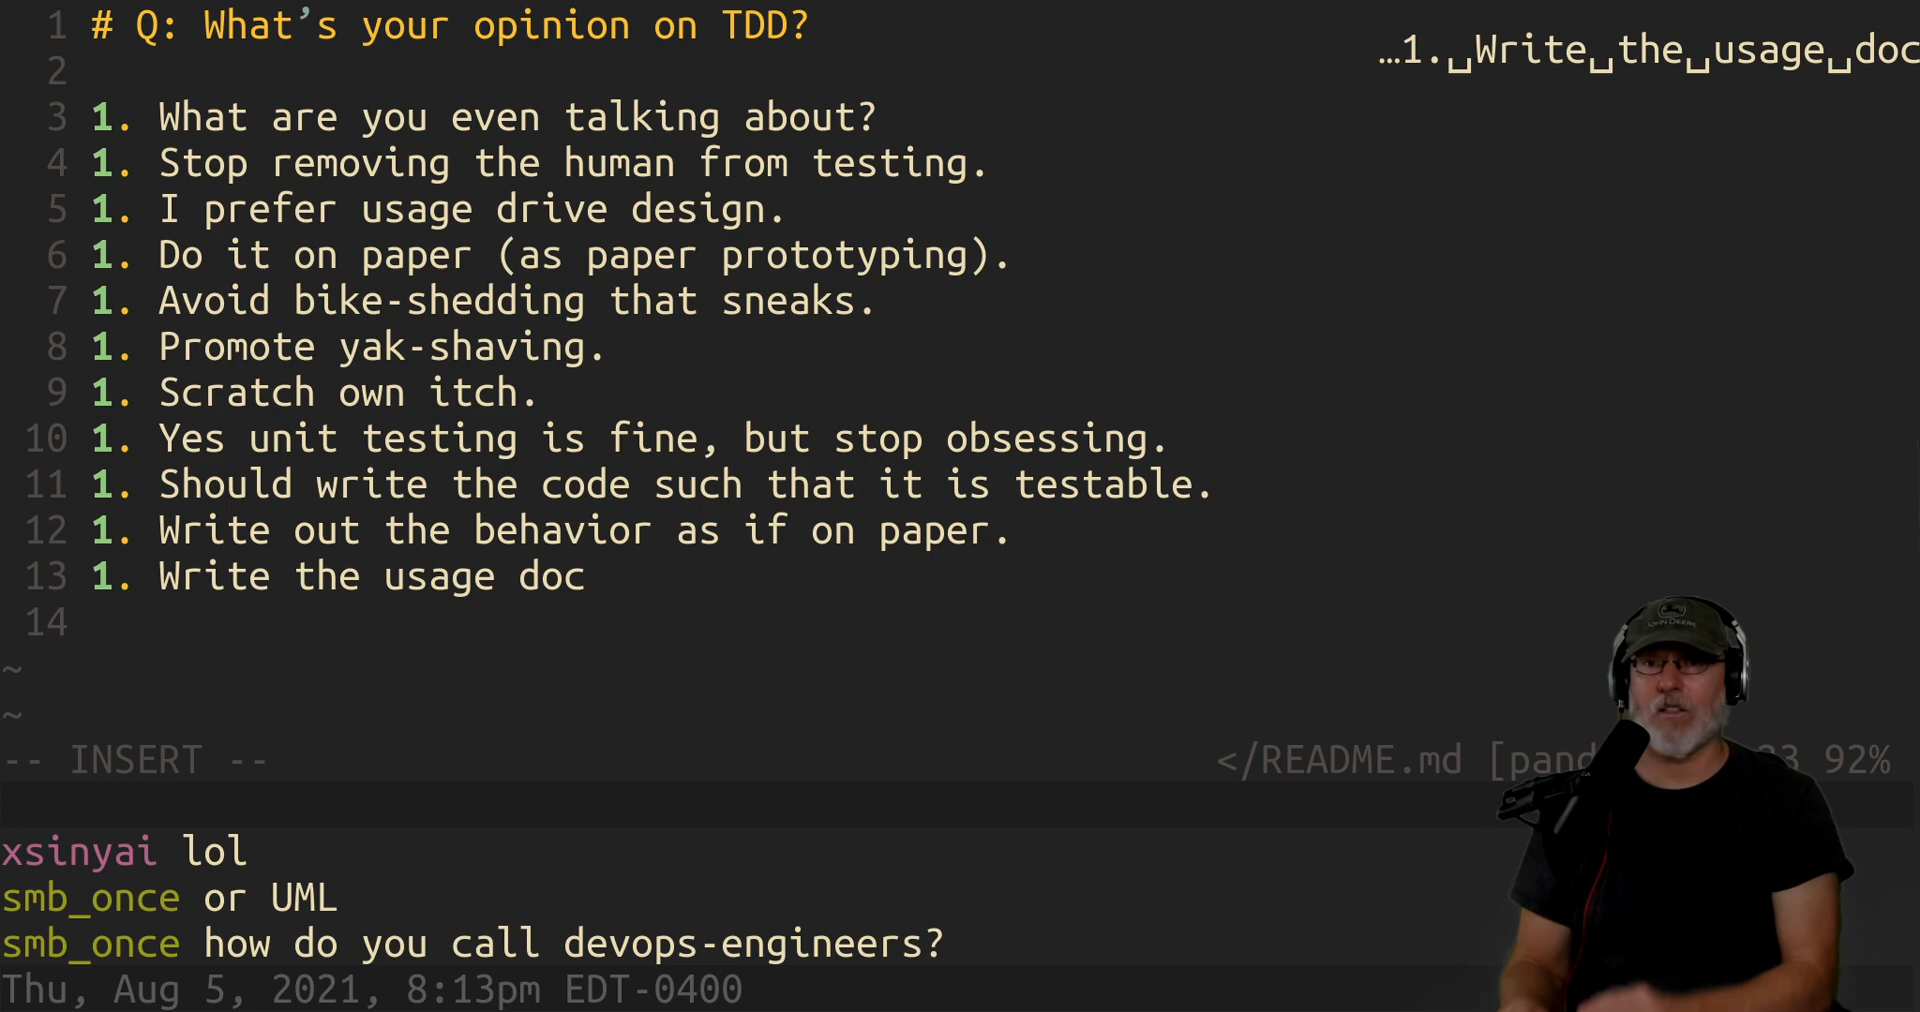 1 # Q: What’s your opinion on TDD?
…1.␣Write␣the␣usage␣doc
2
3 1. What are you even talking about?
4 1. Stop removing the human from testing.
5 1. I prefer usage drive design.
6 1. Do it on paper (as paper prototyping).
7 1. Avoid bike-shedding that sneaks.
8 1. Promote yak-shaving.
9 1. Scratch own itch.
10 1. Yes unit testing is fine, but stop obsessing.
11 1. Should write the code such that it is testable.
12 1. Write out the behavior as if on paper.
13 1. Write the usage doc
14
~
~
-- INSERT -- </README.md [pand 92%
JOHN DEERE
xsinyai lol
smb_once or UML
smb_once how do you call devops-engineers?
Thu, Aug 5, 2021, 8:13pm EDT-0400